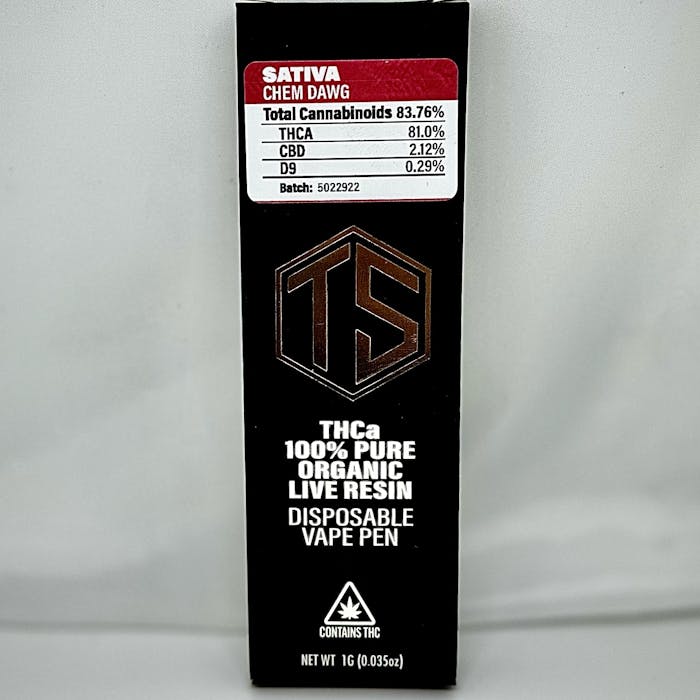 SATIVA
CHEM DAWG
Total Cannabinoids 83.76%
THCA 81.0%
CBD 2.12%
D9 0.29%
Batch: 5022922
TS
THCa
100% PURE
ORGANIC
LIVE RESIN
DISPOSABLE
VAPE PEN
CONTAINS THC
NET WT 1G (0.035oz)